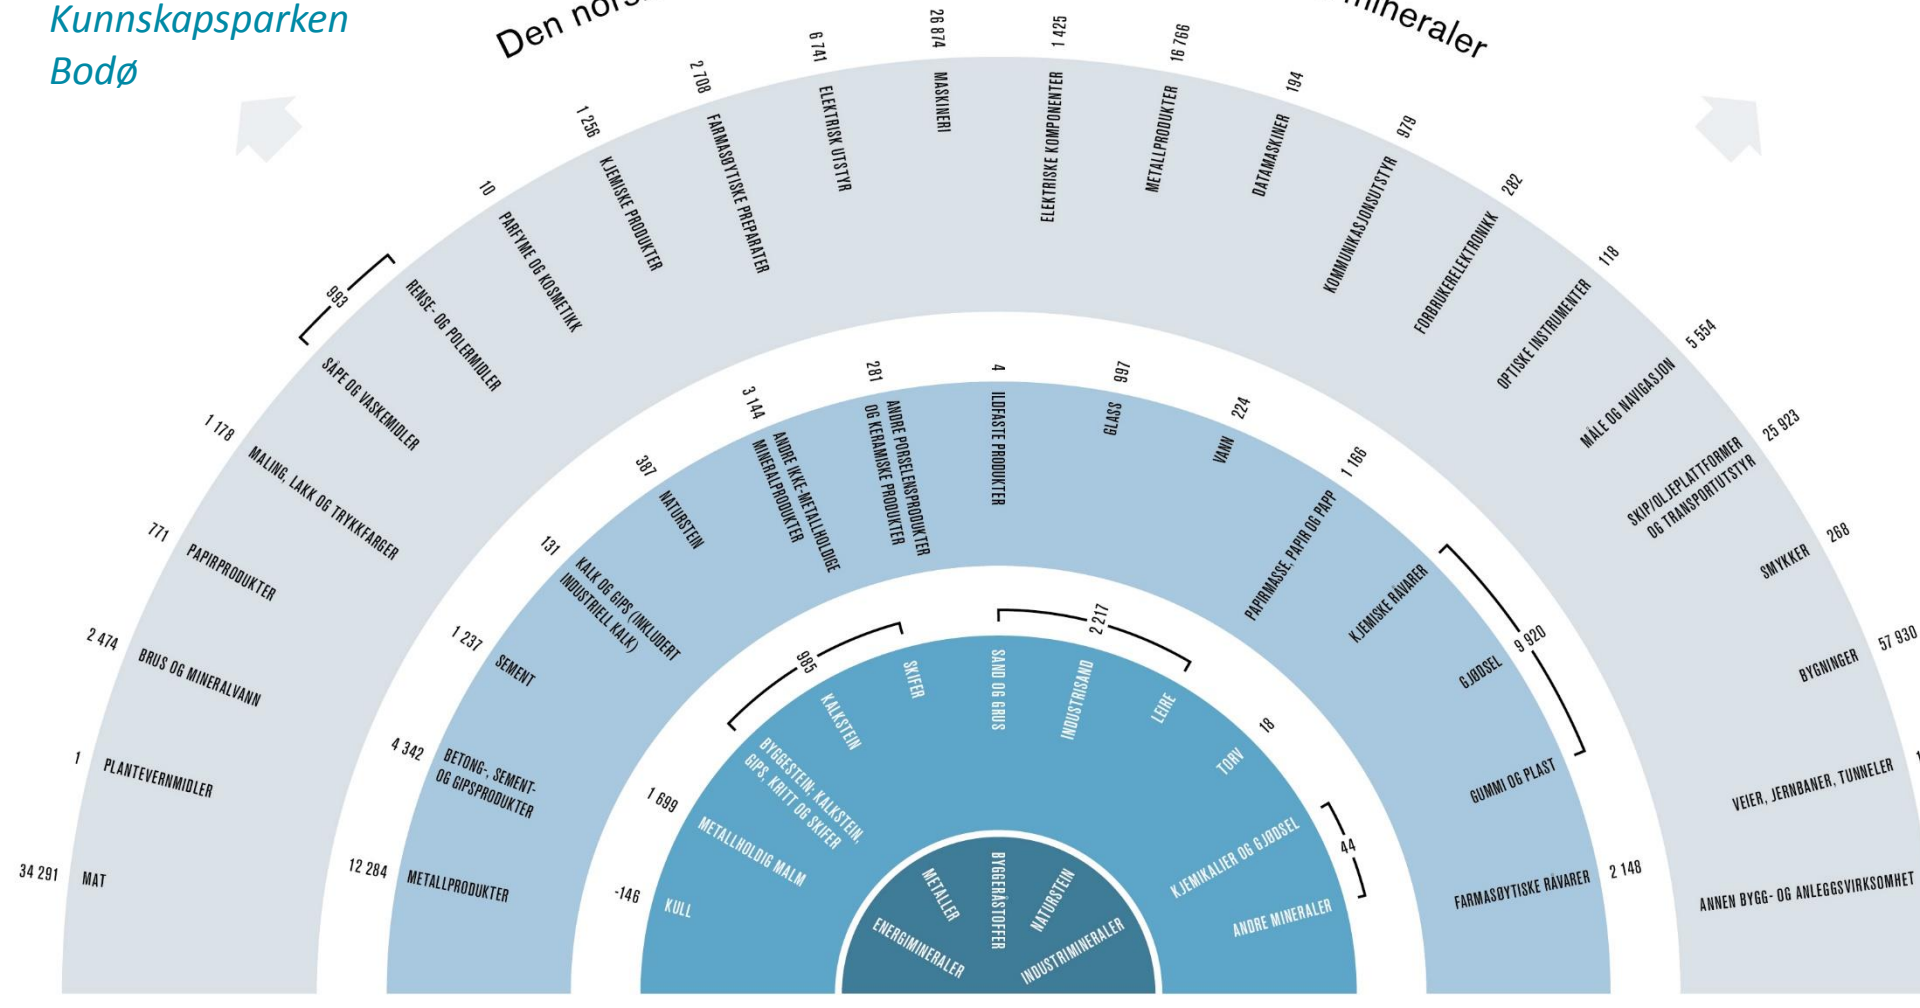 Kunnskapsparken
Bodø
Den
mineraler
34 291
MAT
1
PLANTEVERNMIDLER
2 474
BRUS OG MINERALVANN
771
PAPIRPRODUKTER
1 178
MALING, LAKK OG TRYKKFARGER
993
SÅPE OG VASKEMIDLER
RENSE- OG POLERMIDLER
10
PARFYME OG KOSMETIKK
1 256
KJEMISKE PRODUKTER
2 708
FARMASØYTISKE PREPARATER
6 741
ELEKTRISK UTSTYR
26 874
MASKINERI
1 425
ELEKTRISKE KOMPONENTER
16 766
METALLPRODUKTER
194
DATAMASKINER
979
KOMMUNIKASJONSUTSTYR
282
FORBRUKERELEKTRONIKK
118
OPTISKE INSTRUMENTER
5 554
MÅLE OG NAVIGASJON
25 923
SKIP/OLJEPLATTFORMER
OG TRANSPORTUTSTYR
268
SMYKKER
57 930
BYGNINGER
VEIER, JERNBANER, TUNNELER
ANNEN BYGG- OG ANLEGGSVIRKSOMHET
12 284
METALLPRODUKTER
4 342
BETONG-, SEMENT-
OG GIPSPRODUKTER
1 237
SEMENT
131
KALK OG GIPS (INKLUDERT
INDUSTRIELL KALK)
387
NATURSTEIN
3 144
ANDRE IKKE-METALLHOLDIGE
MINERALPRODUKTER
281
ANDRE PORSELENSPRODUKTER
OG KERAMISKE PRODUKTER
4
ILDFASTE PRODUKTER
997
GLASS
224
VANN
1 166
PAPIRMASSE, PAPIR OG PAPP
KJEMISKE RÅVARER
9 920
GJØDSEL
GUMMI OG PLAST
2 148
FARMASØYTISKE RÅVARER
-146
KULL
1 699
METALLHOLDIG MALM
985
BYGGESTEIN; KALKSTEIN,
GIPS, KRITT OG SKIFER
KALKSTEIN
SKIFER
2 217
SAND OG GRUS
INDUSTRISAND
LEIRE
18
TORV
44
KJEMIKALIER OG GJØDSEL
ANDRE MINERALER
ENERGIMINERALER
METALLER
BYGGERÅSTOFFER
NATURSTEIN
INDUSTRIMINERALER